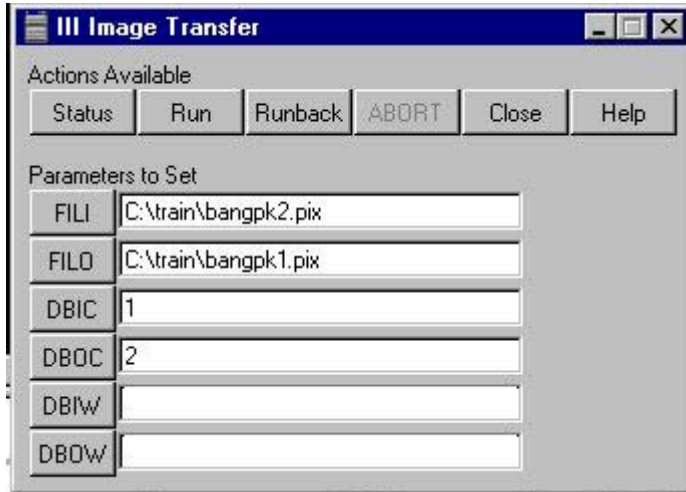 III Image Transfer
Actions Available
Status Run Runback ABORT Close Help
Parameters to Set
FILI C:\train\bangpk2.pix
FILO C:\train\bangpk1.pix
DBIC 1
DBOC 2
DBIW
DBOW